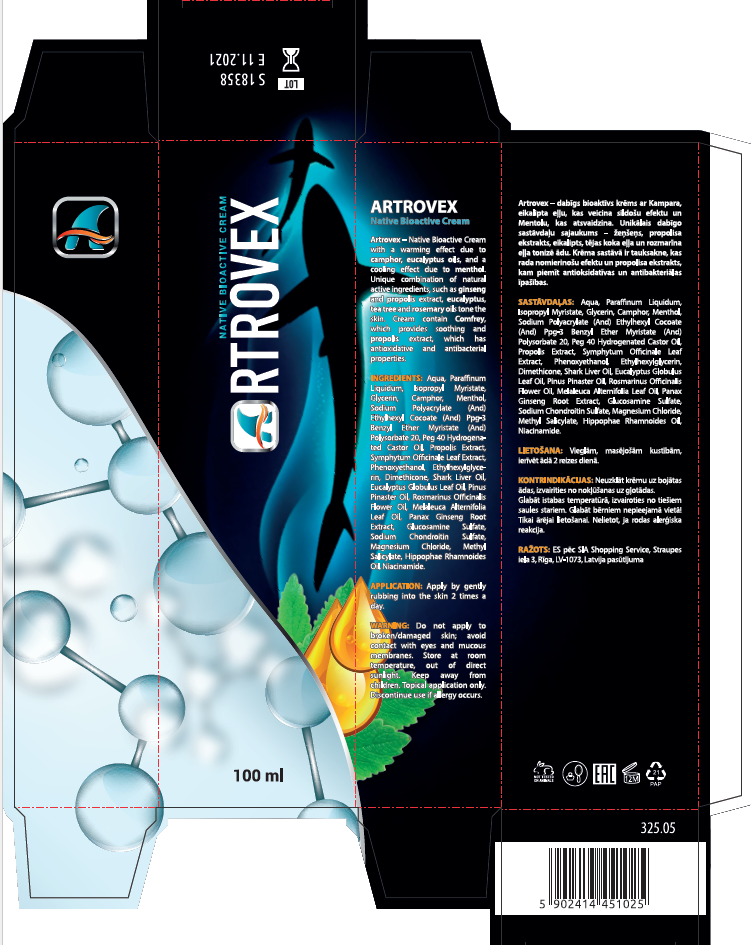 S 18358
E 11.2021
LOT
NATIVE BIOACTIVE CREAM
RTROVEX
100 ml
ARTROVEX
Native Bioactive Cream
Artrovex – Native Bioactive Cream
with a warming effect due to
camphor, eucalyptus oils, and a
cooling effect due to menthol.
Unique combination of natural
active ingredients, such as ginseng
and propolis extract, eucalyptus,
tea tree and rosemary oils tone the
skin. Cream contain Comfrey,
which provides soothing and
propolis extract, which has
antioxidative and antibacterial
properties.
INGREDIENTS: Aqua, Paraffinum
Liquidum, Isopropyl Myristate,
Glycerin, Camphor, Menthol,
Sodium Polyacrylate (And)
Ethylhexyl Cocoate (And) Ppg-3
Benzyl Ether Myristate (And)
Polysorbate 20, Peg 40 Hydrogena-
ted Castor Oil, Propolis Extract,
Symphytum Officinale Leaf Extract,
Phenoxyethanol, Ethylhexylglyce-
rin, Dimethicone, Shark Liver Oil,
Eucalyptus Globulus Leaf Oil, Pinus
Pinaster Oil, Rosmarinus Officinalis
Flower Oil, Melaleuca Alternifolia
Leaf Oil, Panax Ginseng Root
Extract, Glucosamine Sulfate,
Sodium Chondroitin Sulfate,
Magnesium Chloride, Methyl
Salicylate, Hippophae Rhamnoides
Oil, Niacinamide.
APPLICATION: Apply by gently
rubbing into the skin 2 times a
day.
WARNING: Do not apply to
broken/damaged skin; avoid
contact with eyes and mucous
membranes. Store at room
temperature, out of direct
sunlight. Keep away from
children. Topical application only.
Discontinue use if allergy occurs.
Artrovex – dabīgs bioaktīvs krēms ar Kampara,
eikalipta eļļu, kas veicina sildošu efektu un
Mentolu, kas atsvaidzina. Unikālais dabīgo
sastāvdaļu sajaukums – žeņšeņs, propolisa
ekstrakts, eikalipts, tējas koka eļļa un rozmarīna
eļļa tonizē ādu. Krēma sastāvā ir tauksakne, kas
rada nomierinošu efektu un propolisa ekstrakts,
kam piemīt antioksidatīvas un antibakteriālas
īpašības.
SASTĀVDAĻAS: Aqua, Paraffinum Liquidum,
Isopropyl Myristate, Glycerin, Camphor, Menthol,
Sodium Polyacrylate (And) Ethylhexyl Cocoate
(And) Ppg-3 Benzyl Ether Myristate (And)
Polysorbate 20, Peg 40 Hydrogenated Castor Oil,
Propolis Extract, Symphytum Officinale Leaf
Extract, Phenoxyethanol, Ethylhexylglycerin,
Dimethicone, Shark Liver Oil, Eucalyptus Globulus
Leaf Oil, Pinus Pinaster Oil, Rosmarinus Officinalis
Flower Oil, Melaleuca Alternifolia Leaf Oil, Panax
Ginseng Root Extract, Glucosamine Sulfate,
Sodium Chondroitin Sulfate, Magnesium Chloride,
Methyl Salicylate, Hippophae Rhamnoides Oil,
Niacinamide.
LIETOŠANA: Vieglām, masējošām kustībām,
ierīvēt ādā 2 reizes dienā.
KONTRINDIKĀCIJAS: Neuzklāt krēmu uz bojātas
ādas, izvairīties no nokļūšanas uz gļotādas.
Glabāt istabas temperatūrā, izvairoties no tiešiem
saules stariem. Glabāt bērniem nepieejamā vietā!
Tikai ārējai lietošanai. Nelietot, ja rodas alerģiska
reakcija.
RAŽOTS: ES pēc SIA Shopping Service, Straupes
iela 3, Rīga, LV-1073, Latvija pasūtījuma
NOT TESTED
ON ANIMALS
EAC
12M
21
PAP
325.05
5 902414 451025